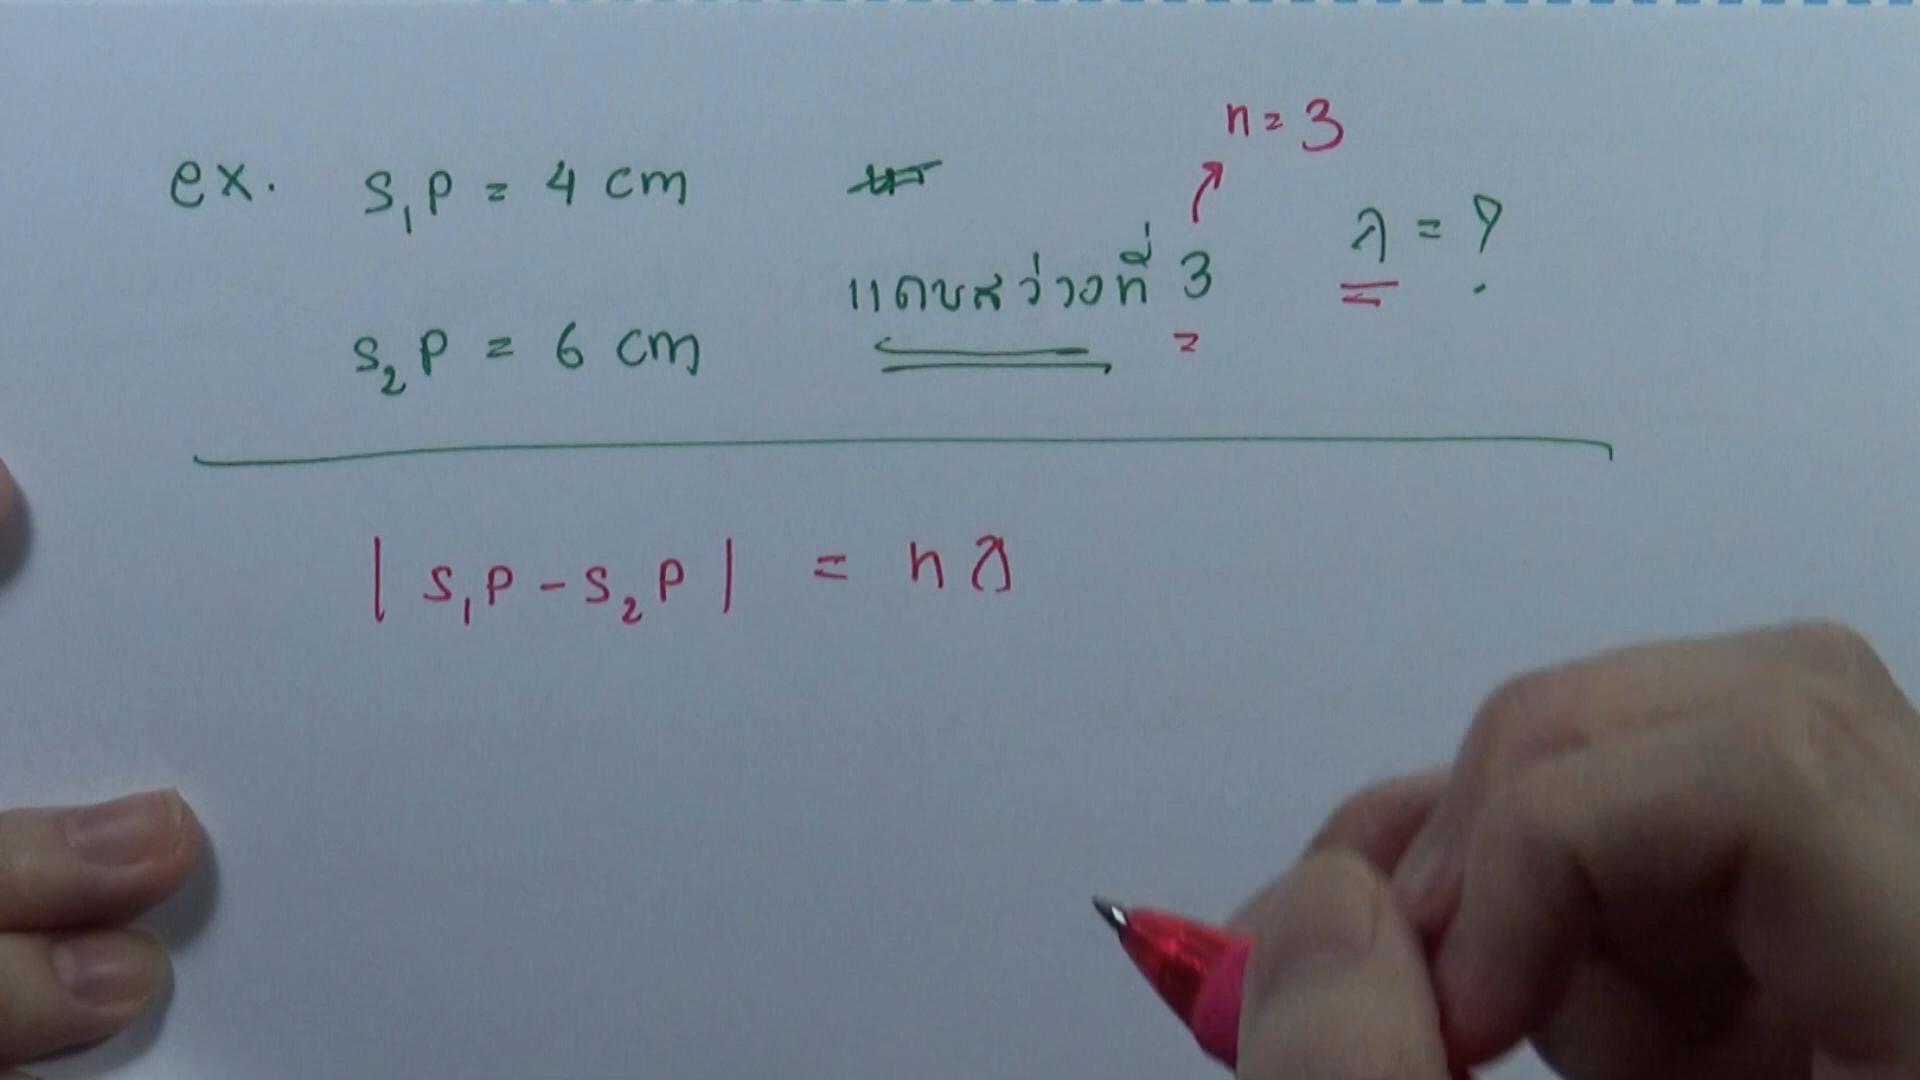 n = 3
ex. S₁P = 4 cm
แถบสว่างที่ 3 λ = ?
S₂P = 6 cm
| S₁P - S₂P | = nλ